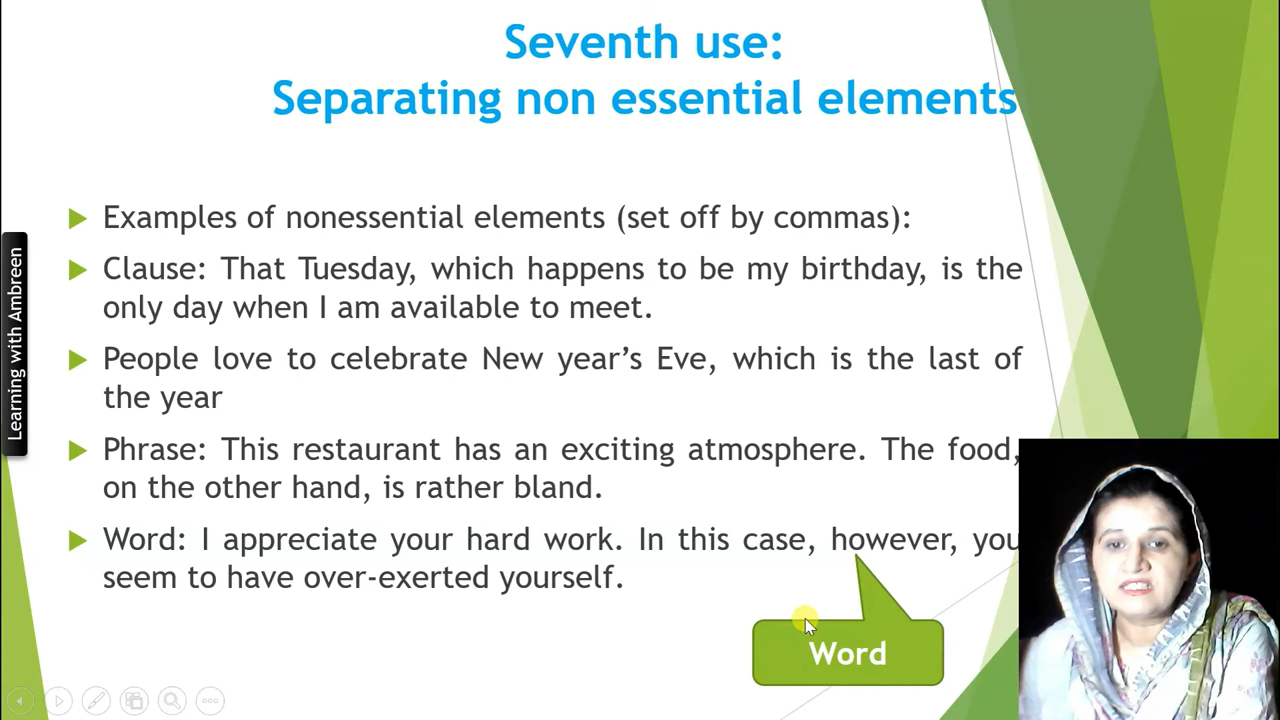 Seventh use:
Separating non essential elements
Examples of nonessential elements (set off by commas):
Clause: That Tuesday, which happens to be my birthday, is the
only day when I am available to meet.
People love to celebrate New year’s Eve, which is the last of
the year
Phrase: This restaurant has an exciting atmosphere. The food,
on the other hand, is rather bland.
Word: I appreciate your hard work. In this case, however, you
seem to have over-exerted yourself.
Word
Learning with Ambreen